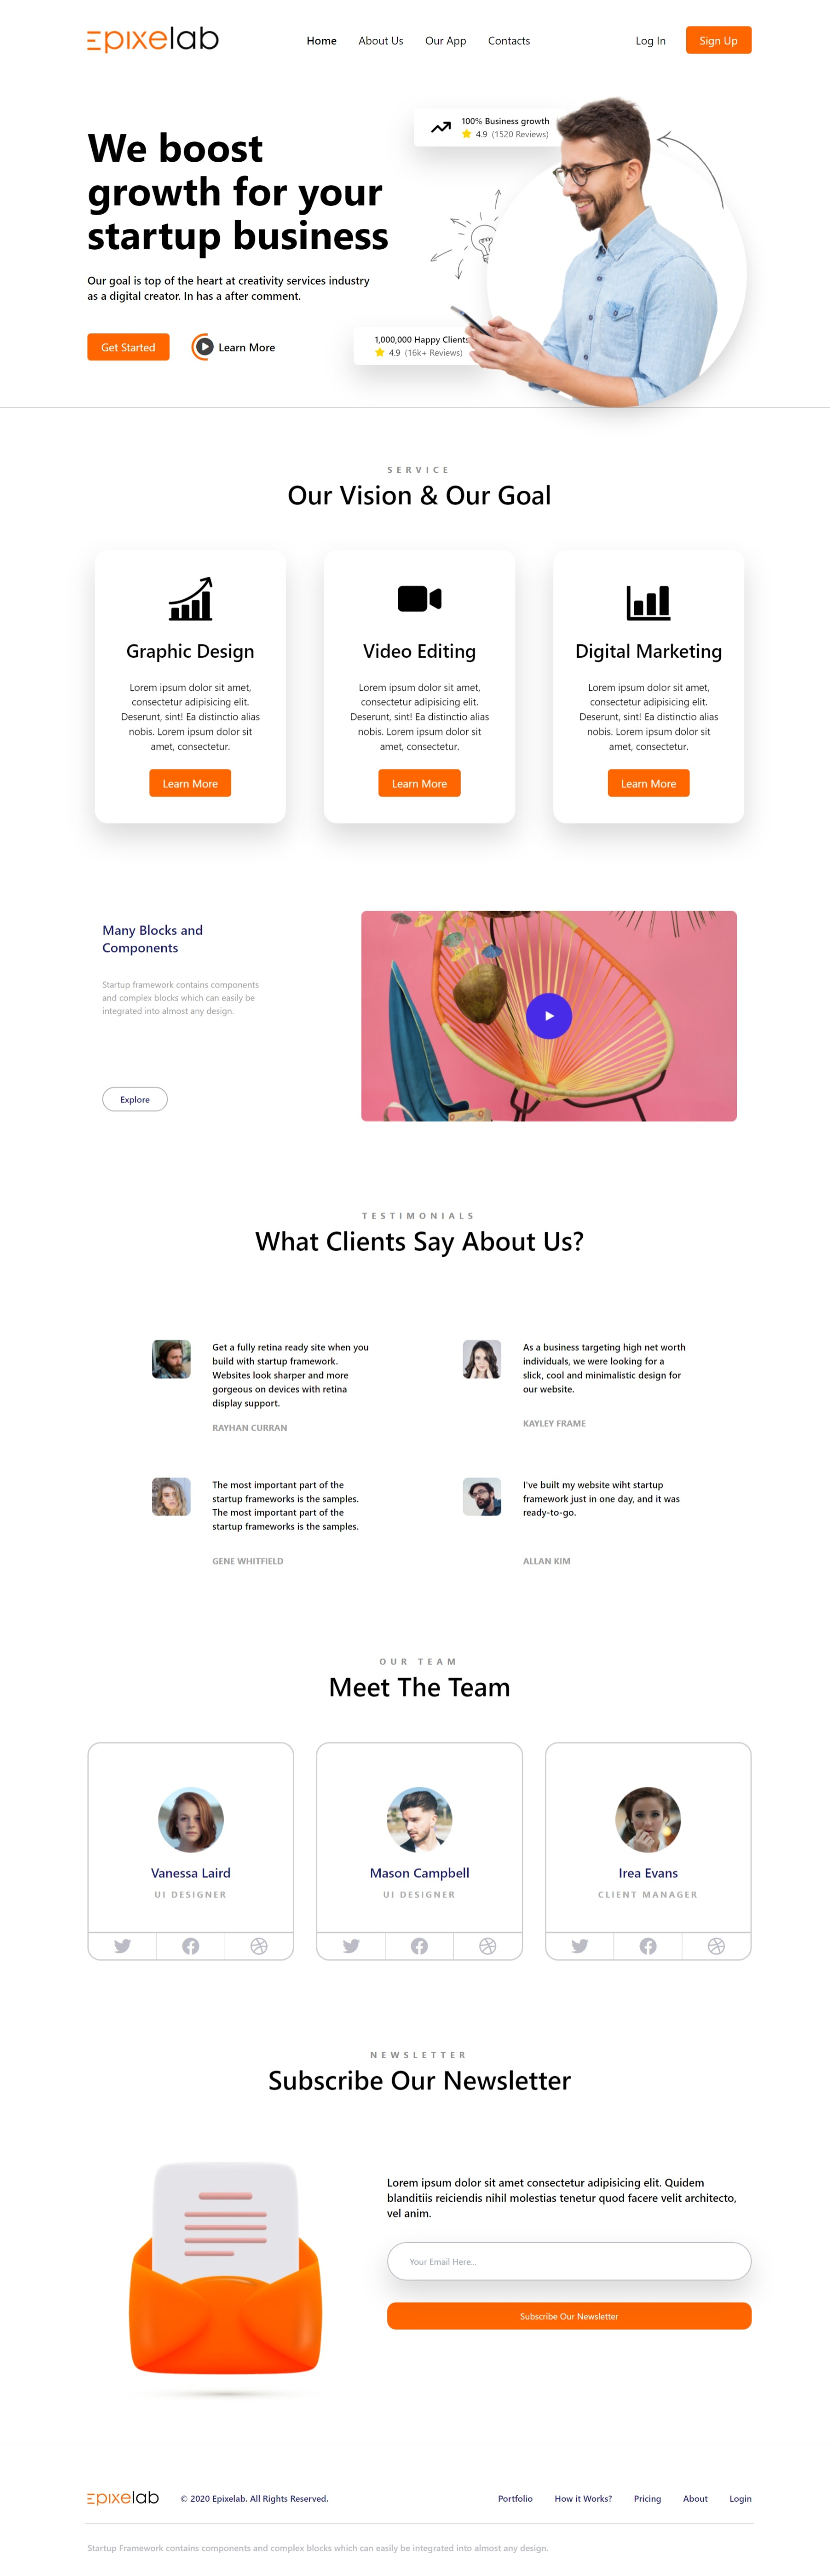 Epixelab
Home About Us Our App Contacts
Log In Sign Up
100% Business growth
4.9 (1520 Reviews)
We boost
growth for your
startup business
Our goal is top of the heart at creativity services industry
as a digital creator. In has a after comment.
Get Started Learn More
1,000,000 Happy Clients
4.9 (16k+ Reviews)
SERVICE
Our Vision & Our Goal
Graphic Design
Lorem ipsum dolor sit amet,
consectetur adipisicing elit.
Deserunt, sint! Ea distinctio alias
nobis. Lorem ipsum dolor sit
amet, consectetur.
Learn More
Video Editing
Lorem ipsum dolor sit amet,
consectetur adipisicing elit.
Deserunt, sint! Ea distinctio alias
nobis. Lorem ipsum dolor sit
amet, consectetur.
Learn More
Digital Marketing
Lorem ipsum dolor sit amet,
consectetur adipisicing elit.
Deserunt, sint! Ea distinctio alias
nobis. Lorem ipsum dolor sit
amet, consectetur.
Learn More
Many Blocks and
Components
Startup framework contains components
and complex blocks which can easily be
integrated into almost any design.
Explore
TESTIMONIALS
What Clients Say About Us?
Get a fully retina ready site when you
build with startup framework.
Websites look sharper and more
gorgeous on devices with retina
display support.
RAYHAN CURRAN
As a business targeting high net worth
individuals, we were looking for a
slick, cool and minimalistic design for
our website.
KAYLEY FRAME
The most important part of the
startup frameworks is the samples.
The most important part of the
startup frameworks is the samples.
GENE WHITFIELD
I've built my website wiht startup
framework just in one day, and it was
ready-to-go.
ALLAN KIM
OUR TEAM
Meet The Team
Vanessa Laird
UI DESIGNER
Mason Campbell
UI DESIGNER
Irea Evans
CLIENT MANAGER
NEWSLETTER
Subscribe Our Newsletter
Lorem ipsum dolor sit amet consectetur adipisicing elit. Quidem
blanditiis reiciendis nihil molestias tenetur quod facere velit architecto,
vel anim.
Your Email Here...
Subscribe Our Newsletter
Epixelab © 2020 Epixelab. All Rights Reserved.
Portfolio How it Works? Pricing About Login
Startup Framework contains components and complex blocks which can easily be integrated into almost any design.